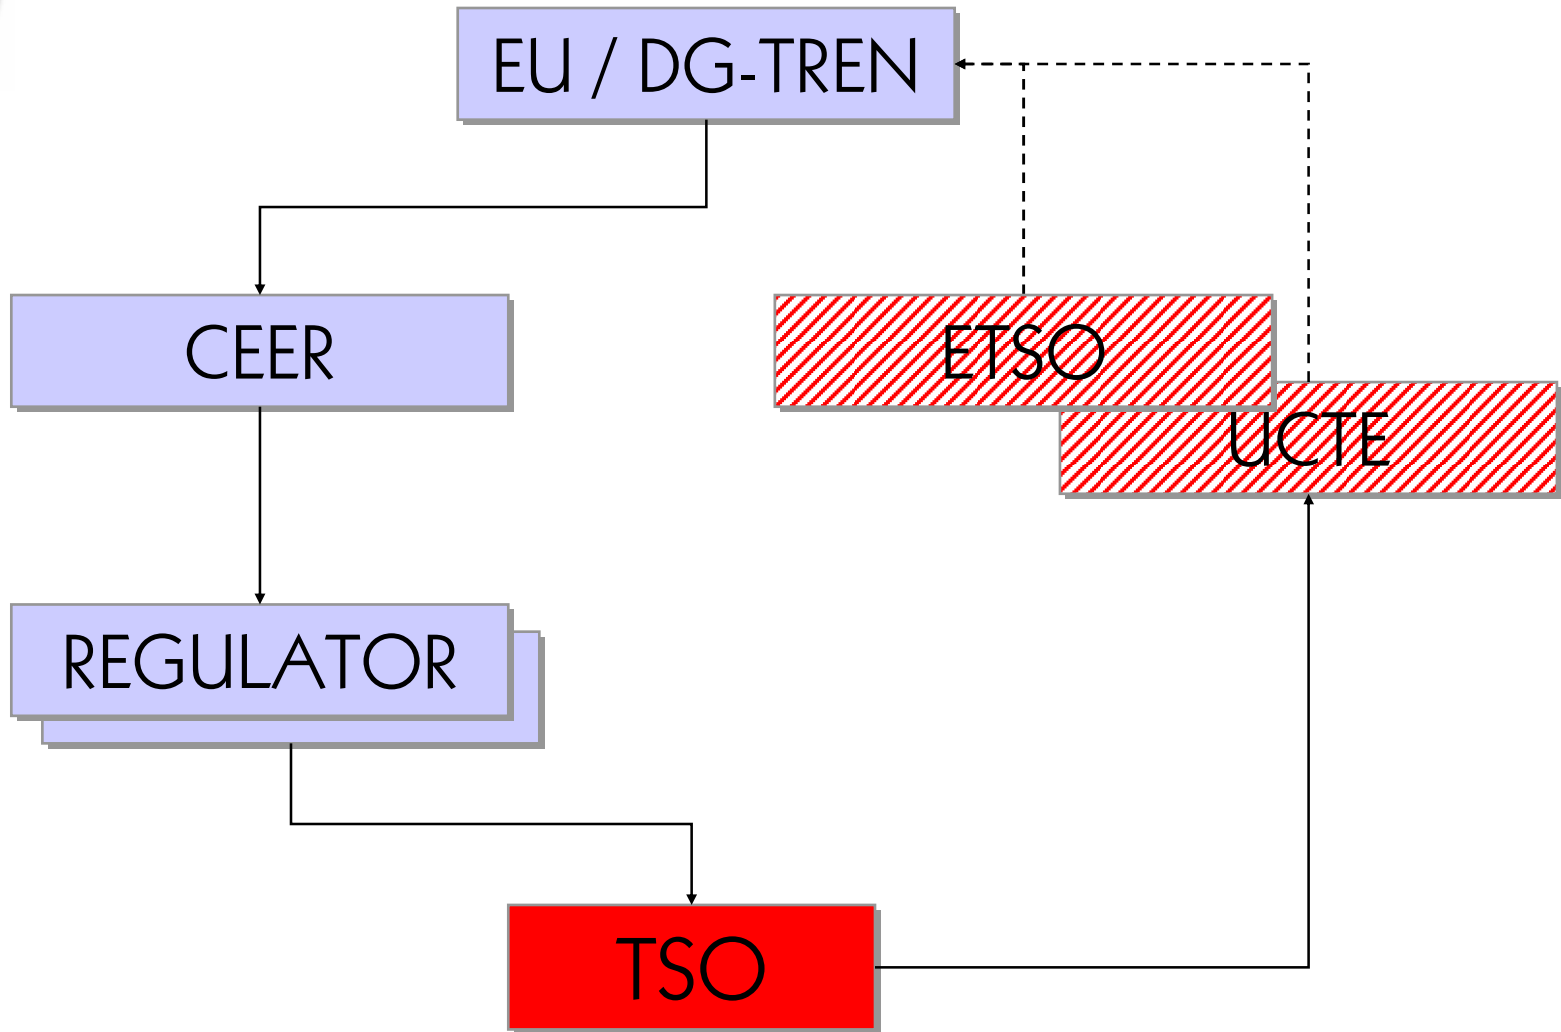 EU / DG-TREN
CEER
ETSO
UCTE
REGULATOR
TSO